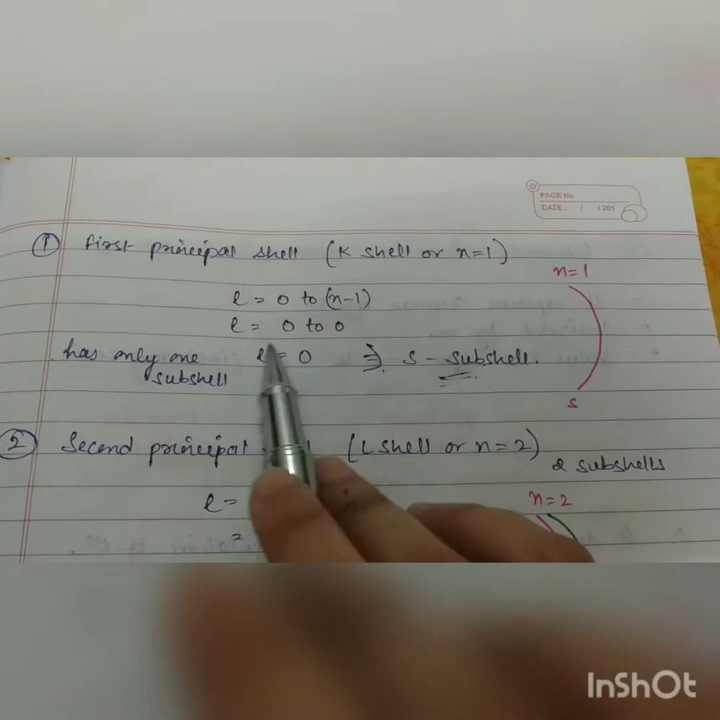 PAGE No
DATE : / / 201
① first principal shell (K shell or n=1)
n=1
l = 0 to (n-1)
l = 0 to 0
has only one l = 0 ⇒ s - subshell.
subshell
s
② Second principal (L shell or n=2)
2 subshells
l =
n=2
InShOt